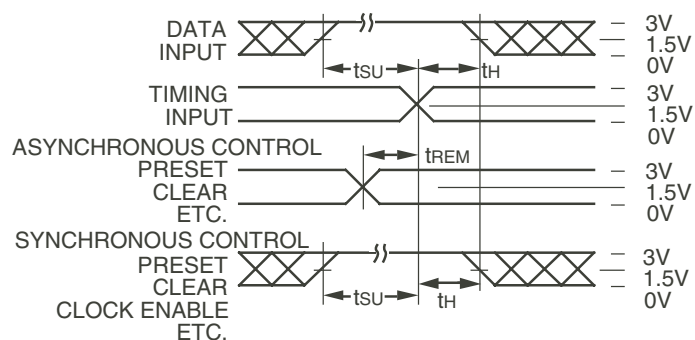 DATA
INPUT
tSU
tH
3V
1.5V
0V
TIMING
INPUT
3V
1.5V
0V
ASYNCHRONOUS CONTROL
PRESET
CLEAR
ETC.
tREM
3V
1.5V
0V
SYNCHRONOUS CONTROL
PRESET
CLEAR
CLOCK ENABLE
ETC.
tSU
tH
3V
1.5V
0V